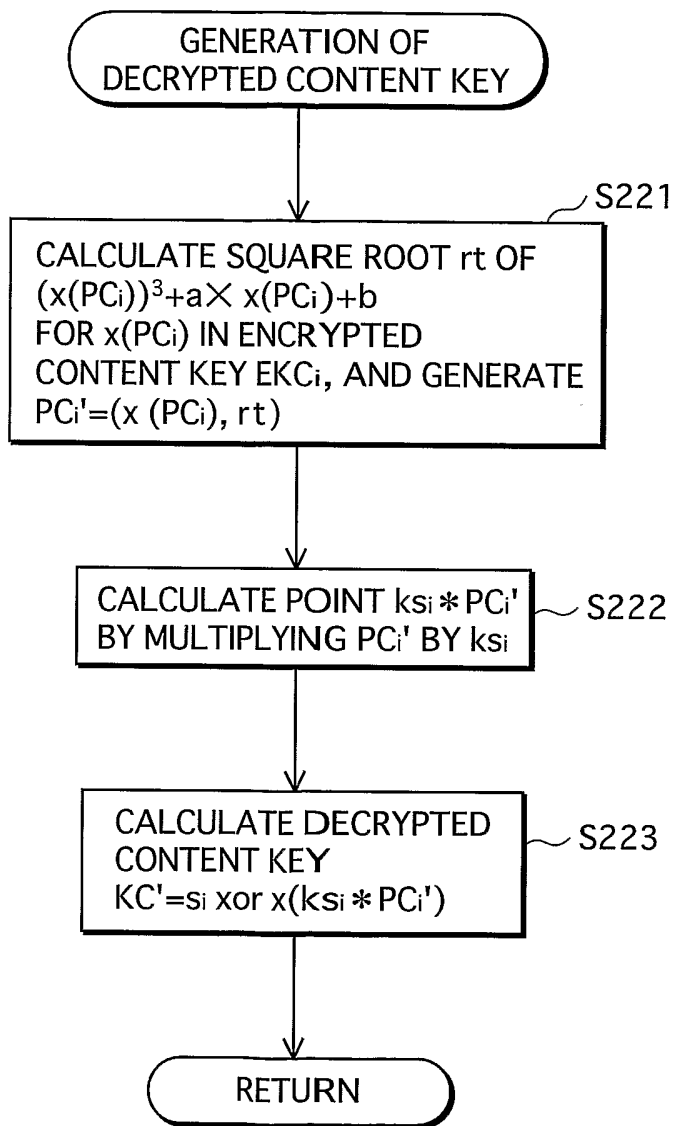 GENERATION OF
DECRYPTED CONTENT KEY
S221
CALCULATE SQUARE ROOT rt OF
(x(PCi))³+a× x(PCi)+b
FOR x(PCi) IN ENCRYPTED
CONTENT KEY EKCi, AND GENERATE
PCi'=(x (PCi), rt)
CALCULATE POINT ksi*PCi'
BY MULTIPLYING PCi' BY ksi
S222
CALCULATE DECRYPTED
CONTENT KEY
KC'=si xor x(ksi*PCi')
S223
RETURN